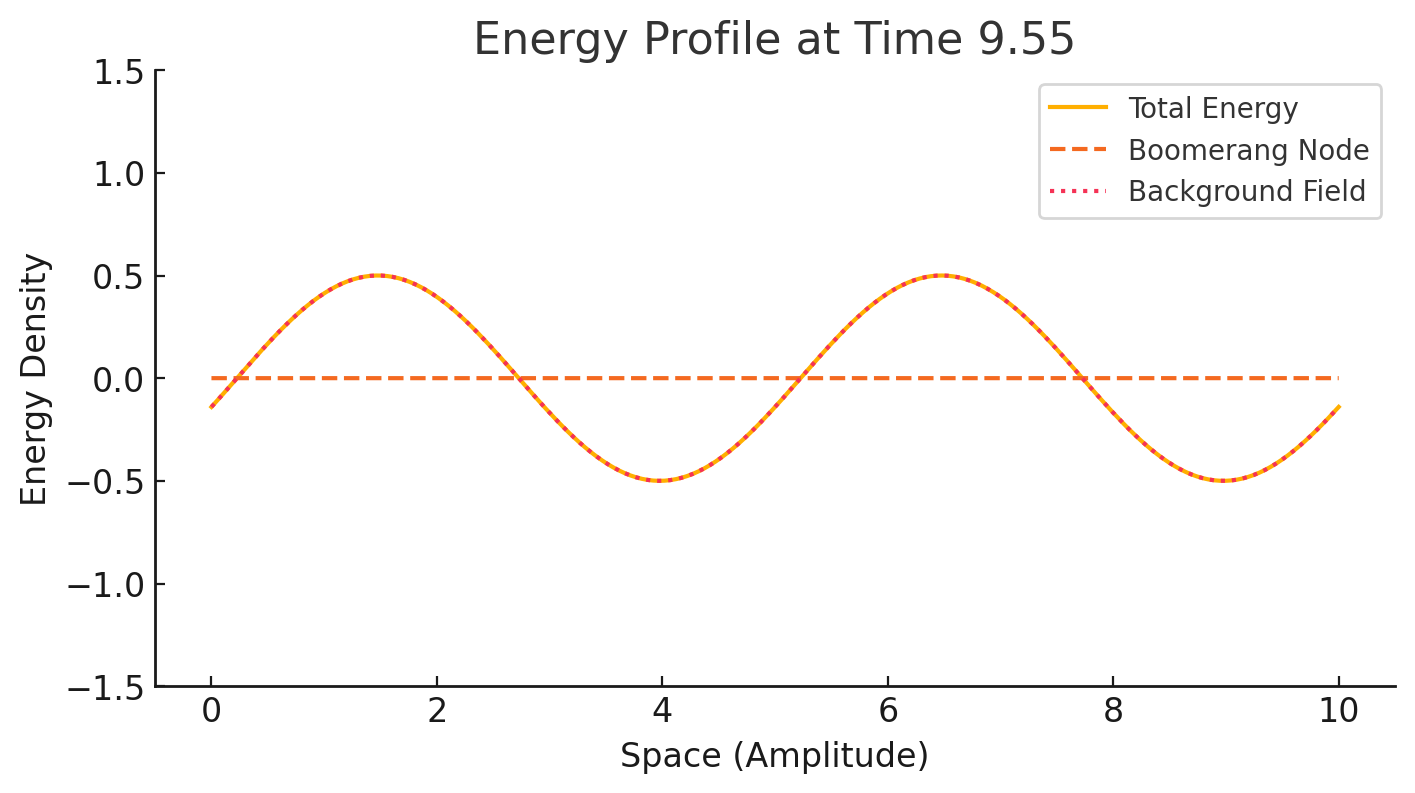 Energy Profile at Time 9.55
Total Energy
Boomerang Node
Background Field
Energy Density
1.5
1.0
0.5
0.0
−0.5
−1.0
−1.5
0 2 4 6 8 10
Space (Amplitude)